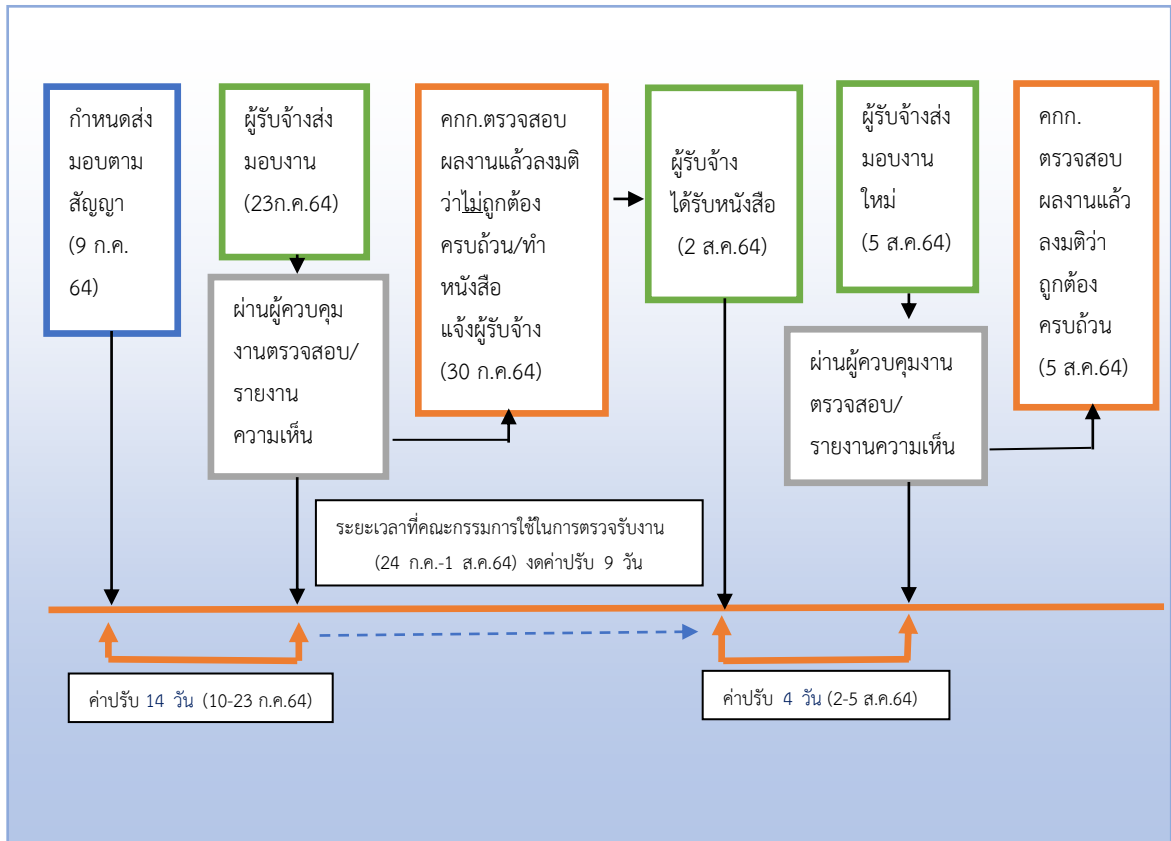 กำหนดส่ง
มอบตาม
สัญญา
(9 ก.ค.
64)
ผู้รับจ้างส่ง
มอบงาน
(23ก.ค.64)
ผ่านผู้ควบคุม
งานตรวจสอบ/
รายงาน
ความเห็น
คกก.ตรวจสอบ
ผลงานแล้วลงมติ
ว่าไม่ถูกต้อง
ครบถ้วน/ทำ
หนังสือ
แจ้งผู้รับจ้าง
(30 ก.ค.64)
ผู้รับจ้าง
ได้รับหนังสือ
(2 ส.ค.64)
ผู้รับจ้างส่ง
มอบงาน
ใหม่
(5 ส.ค.64)
ผ่านผู้ควบคุมงาน
ตรวจสอบ/
รายงานความเห็น
คกก.
ตรวจสอบ
ผลงานแล้ว
ลงมติว่า
ถูกต้อง
ครบถ้วน
(5 ส.ค.64)
ระยะเวลาที่คณะกรรมการใช้ในการตรวจรับงาน
(24 ก.ค.-1 ส.ค.64) งดค่าปรับ 9 วัน
ค่าปรับ 14 วัน (10-23 ก.ค.64)
ค่าปรับ 4 วัน (2-5 ส.ค.64)